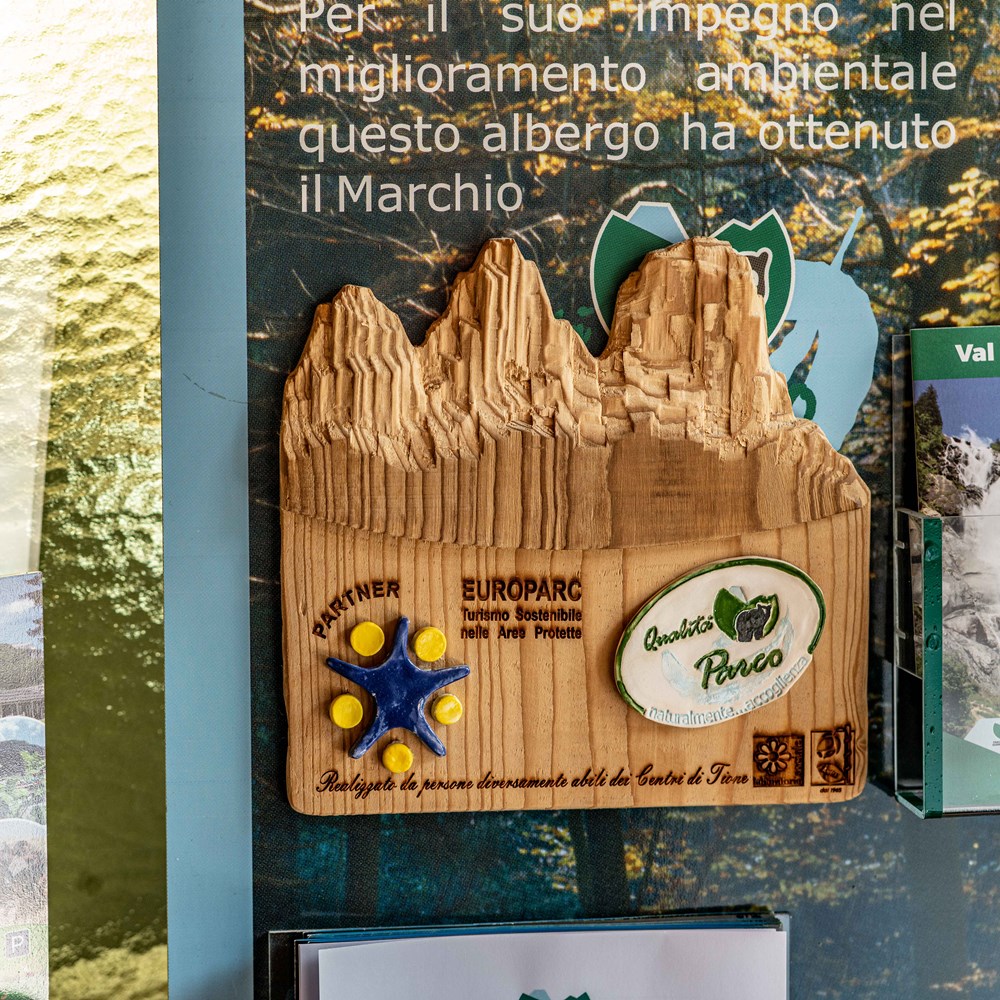 Per il suo impegno nel
miglioramento ambientale
questo albergo ha ottenuto
il Marchio
Val
PARTNER
EUROPARC
Turismo Sostenibile
nelle Aree Protette
Qualità
Parco
naturalmente...accoglienza
Realizzato da persone diversamente abili dei Centri di Tione
P